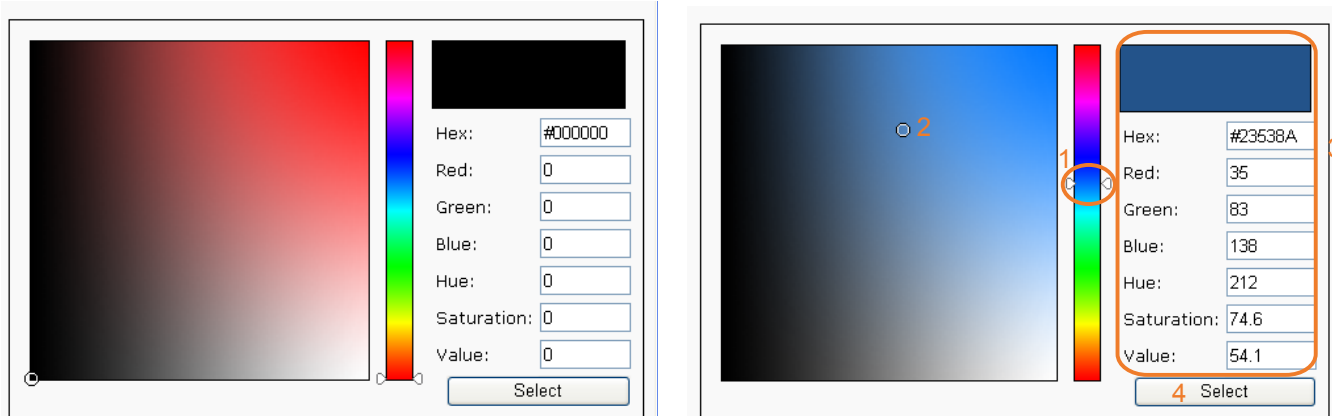 Hex: #000000
Red: 0
Green: 0
Blue: 0
Hue: 0
Saturation: 0
Value: 0
Select
2
1
Hex: #23538A
Red: 35
Green: 83
Blue: 138
Hue: 212
Saturation: 74.6
Value: 54.1
4 Select